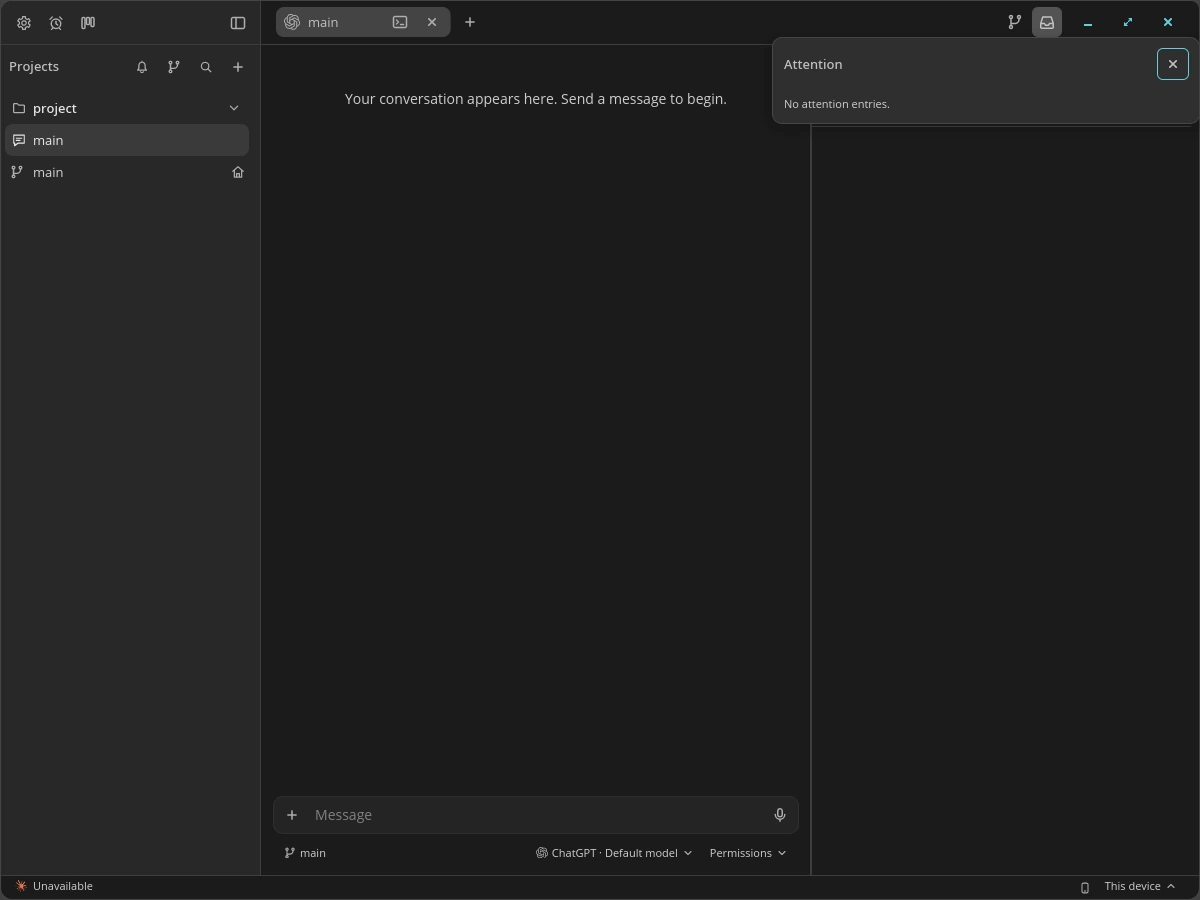 main
Projects
Attention
No attention entries.
project
main
main
Your conversation appears here. Send a message to begin.
Message
main
ChatGPT · Default model
Permissions
Unavailable
This device